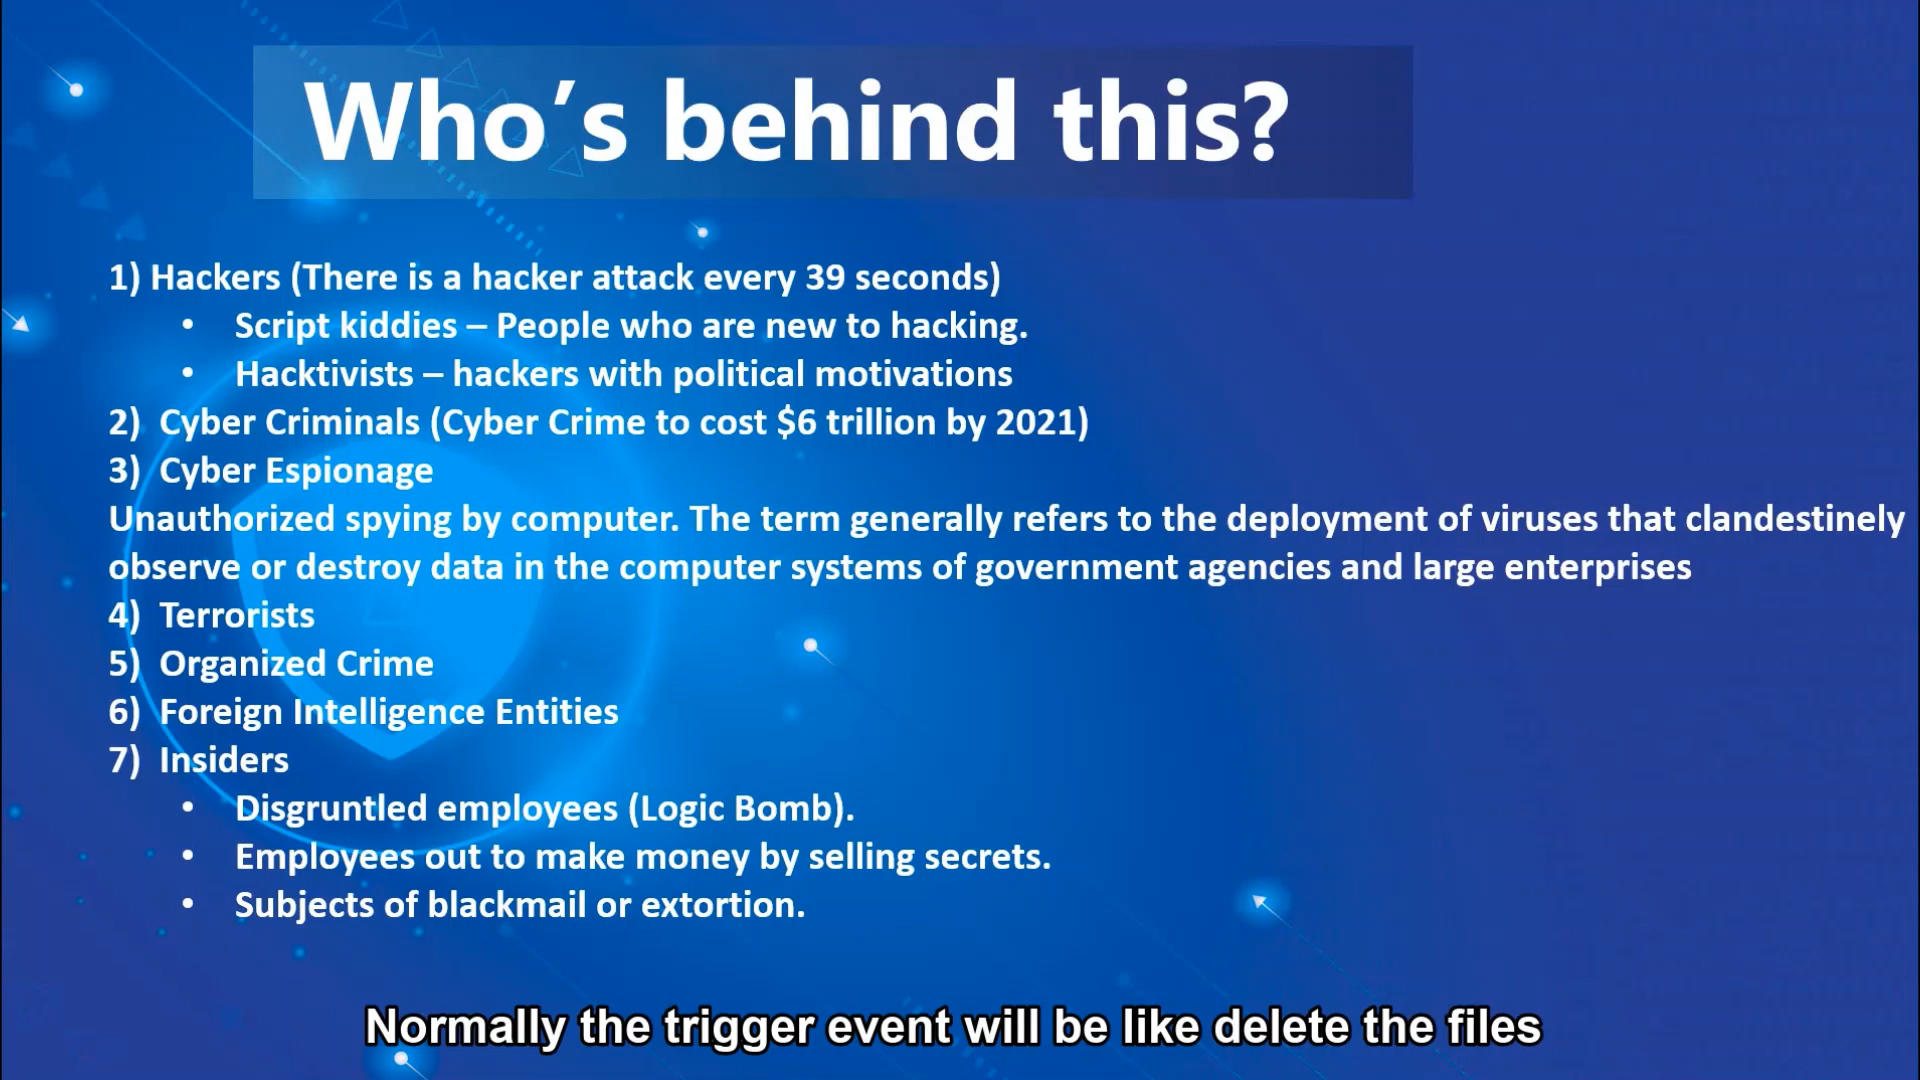 Who’s behind this?
1) Hackers (There is a hacker attack every 39 seconds)
• Script kiddies – People who are new to hacking.
• Hacktivists – hackers with political motivations
2) Cyber Criminals (Cyber Crime to cost $6 trillion by 2021)
3) Cyber Espionage
Unauthorized spying by computer. The term generally refers to the deployment of viruses that clandestinely
observe or destroy data in the computer systems of government agencies and large enterprises
4) Terrorists
5) Organized Crime
6) Foreign Intelligence Entities
7) Insiders
• Disgruntled employees (Logic Bomb).
• Employees out to make money by selling secrets.
• Subjects of blackmail or extortion.
Normally the trigger event will be like delete the files